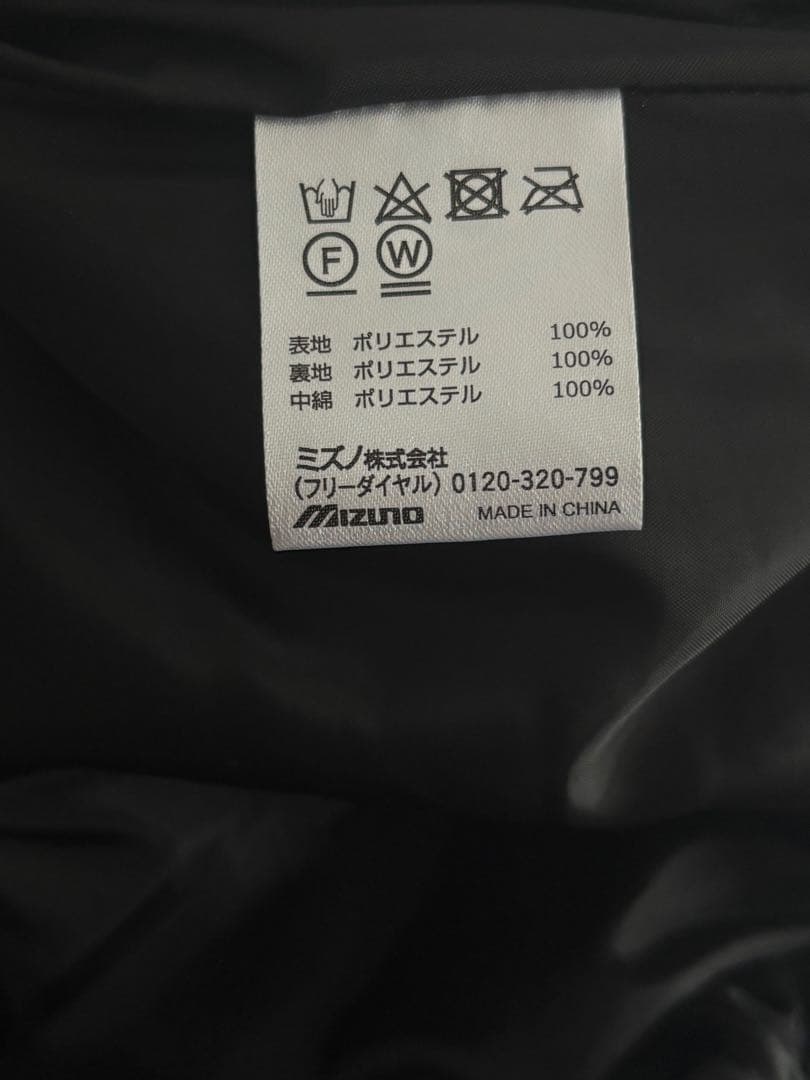 F W
表地 ポリエステル 100%
裏地 ポリエステル 100%
中綿 ポリエステル 100%
ミズノ株式会社
(フリーダイヤル) 0120-320-799
MIZUNO MADE IN CHINA